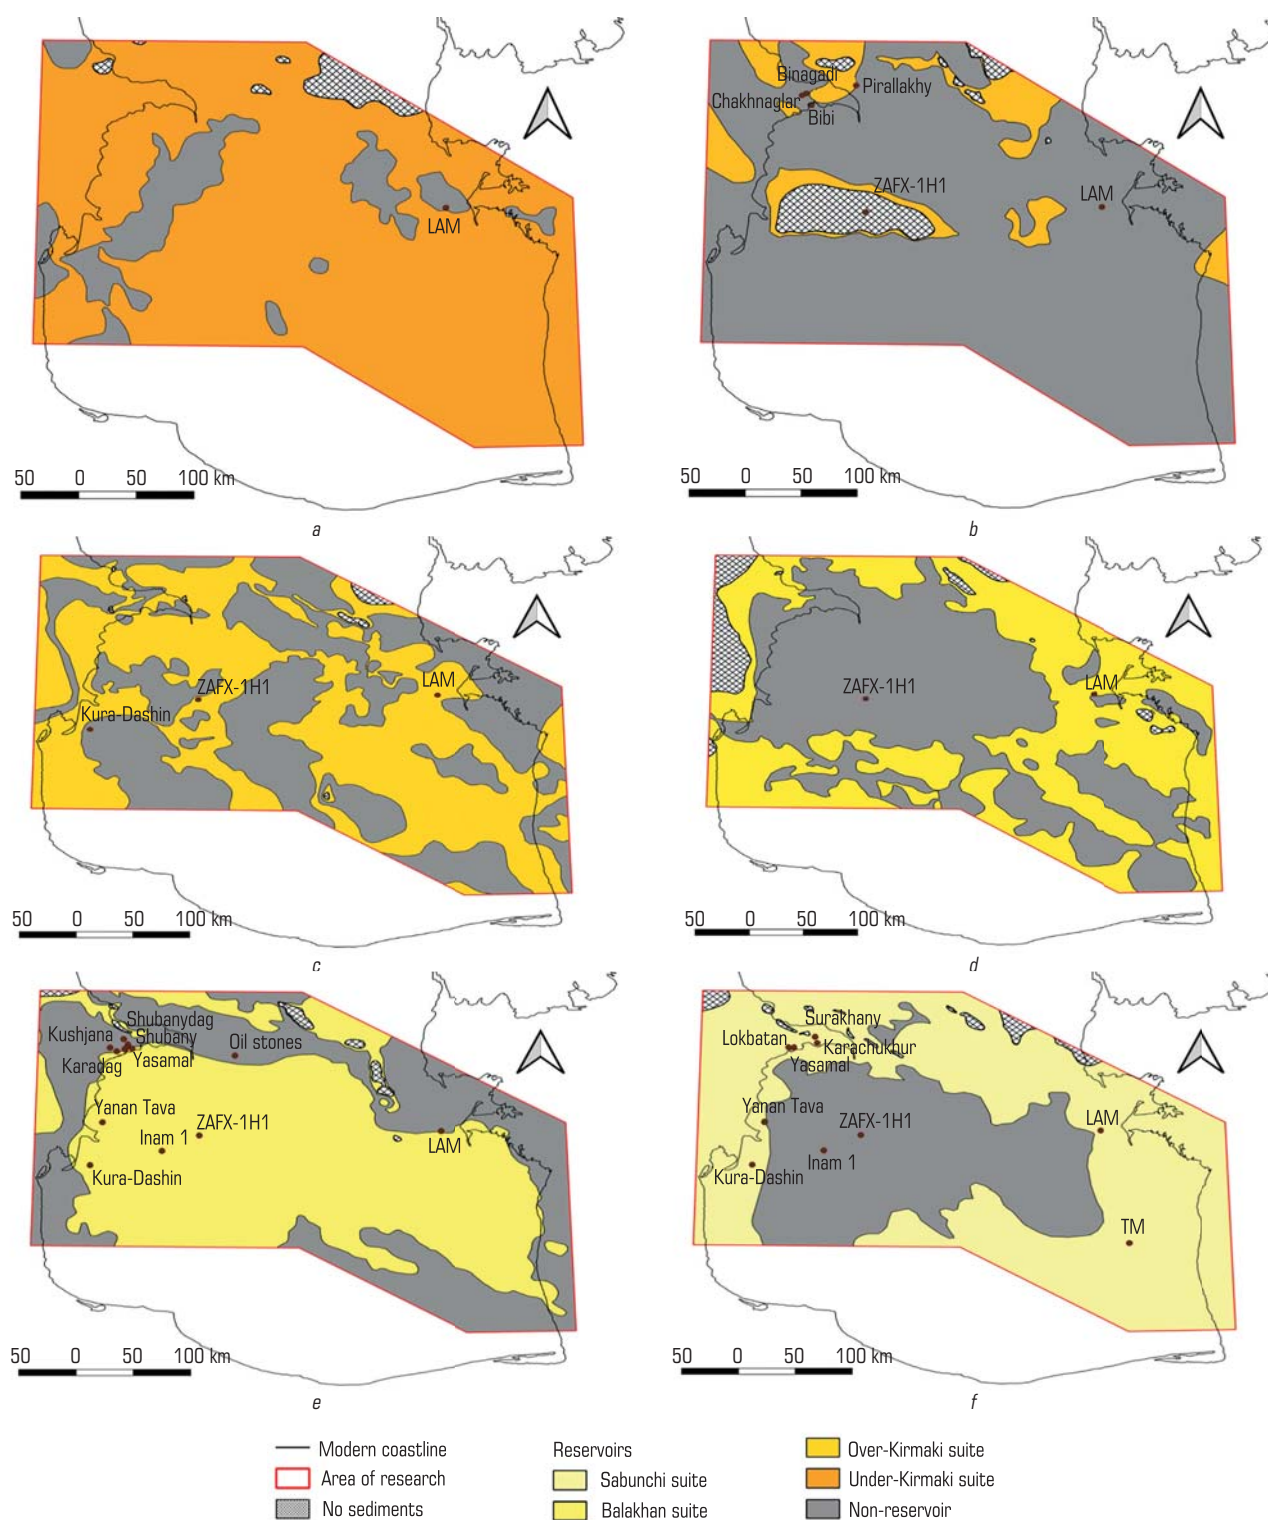 Binagadi
Pirallakhy
Chakhnaglar
Bibi
ZAFX-1H1
LAM
LAM
50 0 50 100 km
50 0 50 100 km
a
b
ZAFX-1H1
LAM
Kura-Dashin
ZAFX-1H1
LAM
50 0 50 100 km
50 0 50 100 km
c
d
Shubanydag
Kushjana
Shubany
Oil stones
Karadag
Yasamal
Yanan Tava
Inam 1
ZAFX-1H1
LAM
Kura-Dashin
Surakhany
Lokbatan
Karachukhur
Yasamal
Yanan Tava
ZAFX-1H1
LAM
Inam 1
Kura-Dashin
TM
50 0 50 100 km
50 0 50 100 km
e
f
Modern coastline
Area of research
No sediments
Reservoirs
Sabunchi suite
Balakhan suite
Over-Kirmaki suite
Under-Kirmaki suite
Non-reservoir